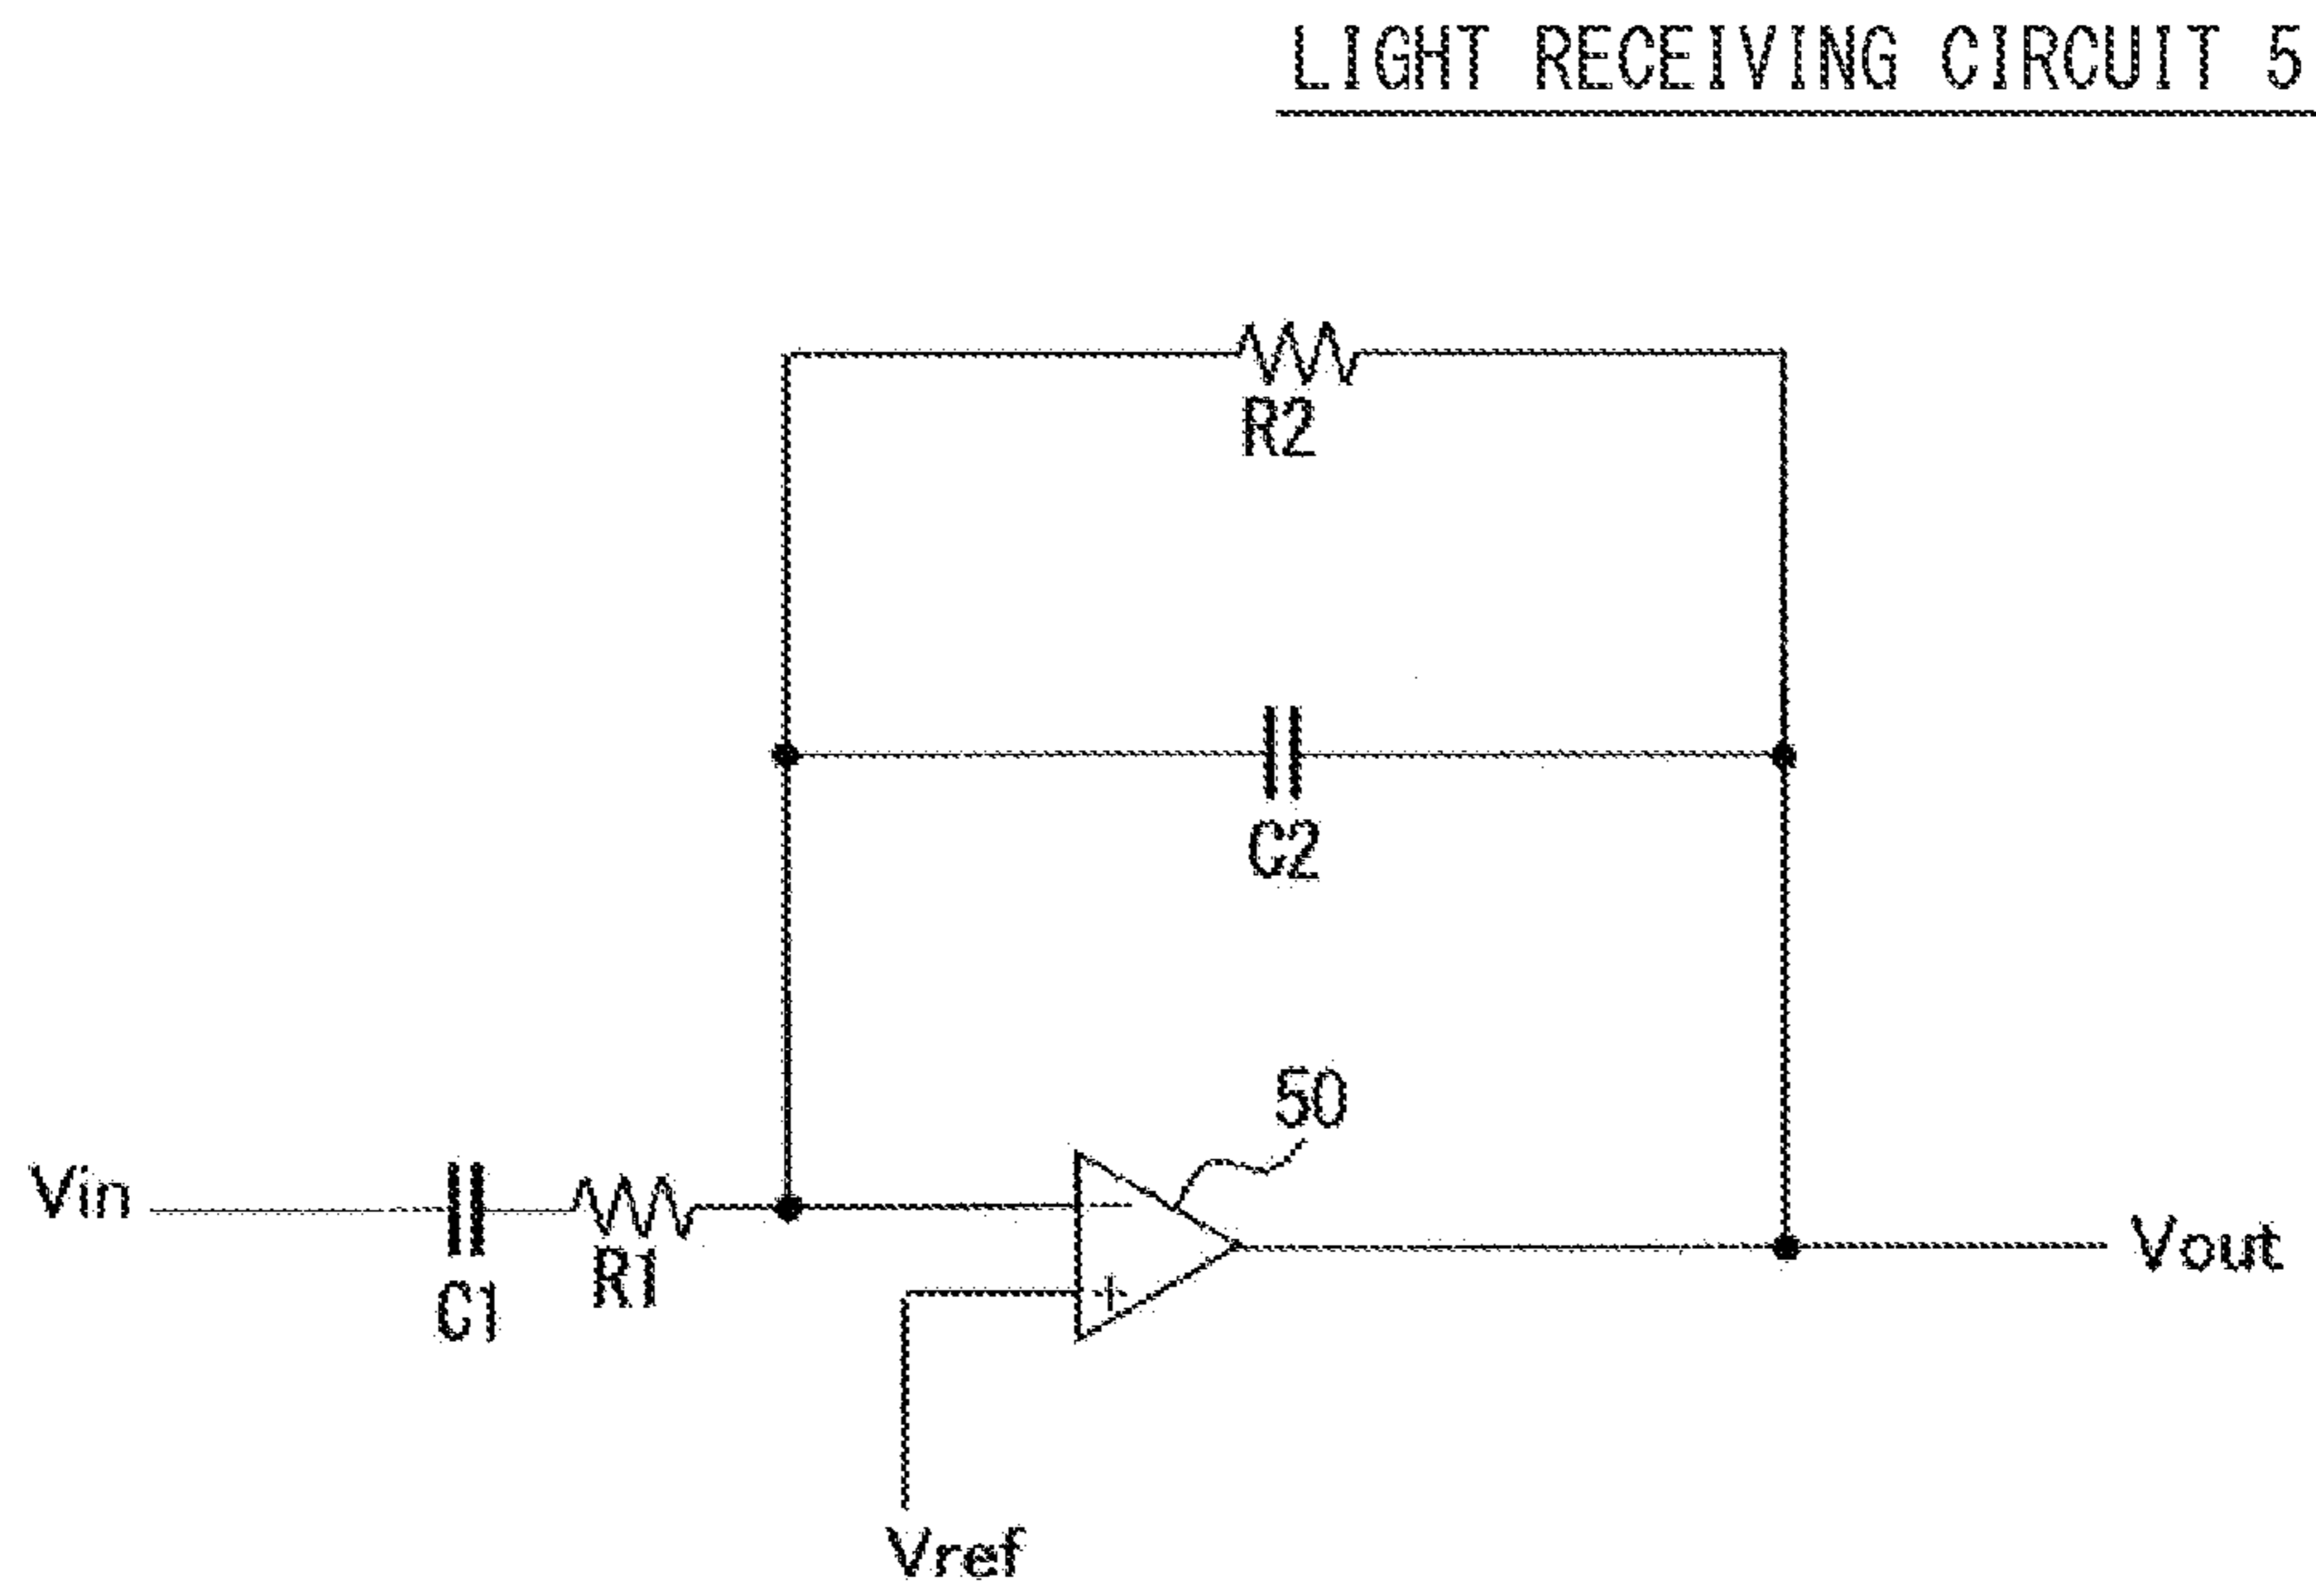 LIGHT RECEIVING CIRCUIT 5
R2
C2
50
Vin
C1
R1
-
+
Vout
Vref